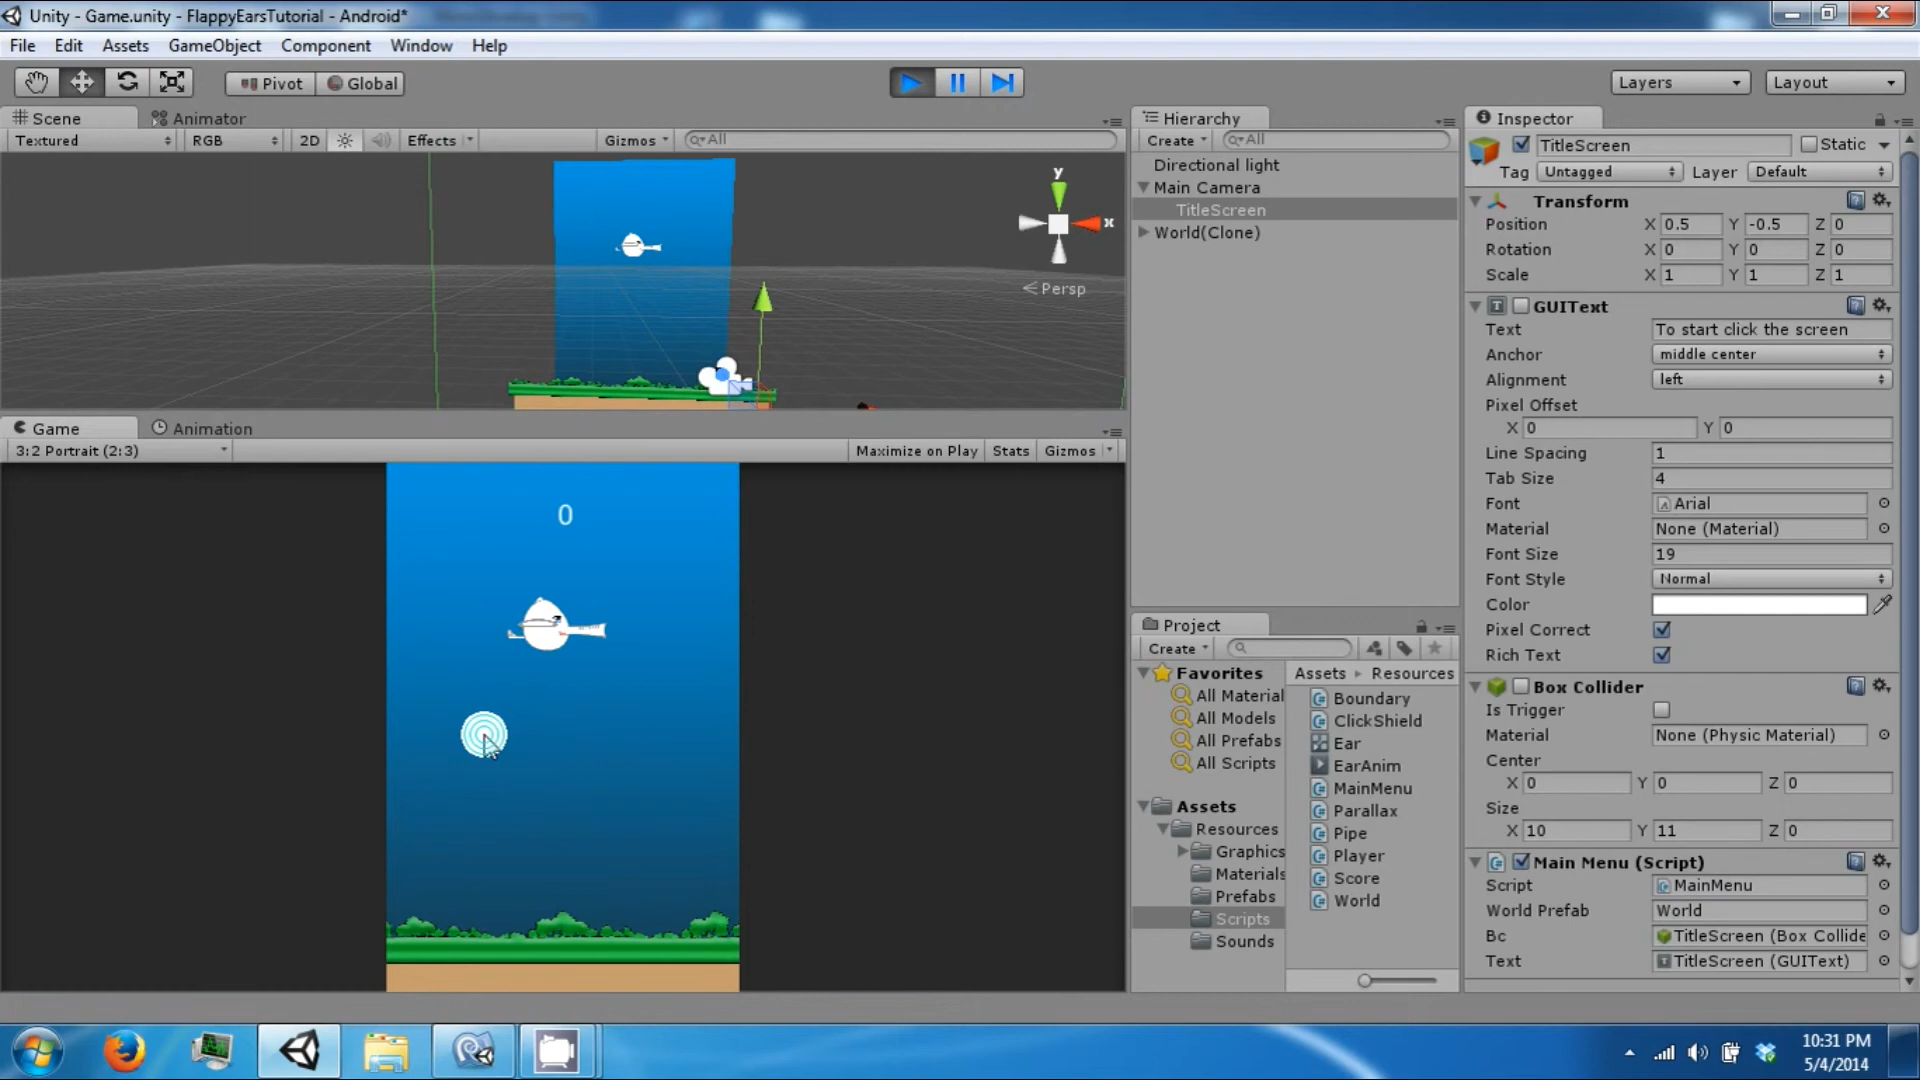 Unity - Game.unity - FlappyEarsTutorial - Android*
File Edit Assets GameObject Component Window Help
Pivot Global Layers Layout
Scene Animator
Textured RGB 2D Effects Gizmos All
y
x
Persp
Game Animation
3:2 Portrait (2:3) Maximize on Play Stats Gizmos
0
Hierarchy
Create All
Directional light
Main Camera
TitleScreen
World(Clone)
Project
Create
Favorites
All Material
All Models
All Prefabs
All Scripts
Assets
Resources
Graphics
Materials
Prefabs
Scripts
Sounds
Assets Resources
Boundary
ClickShield
Ear
EarAnim
MainMenu
Parallax
Pipe
Player
Score
World
Inspector
TitleScreen Static
Tag Untagged Layer Default
Transform
Position X 0.5 Y -0.5 Z 0
Rotation X 0 Y 0 Z 0
Scale X 1 Y 1 Z 1
GUIText
Text To start click the screen
Anchor middle center
Alignment left
Pixel Offset
X 0 Y 0
Line Spacing 1
Tab Size 4
Font Arial
Material None (Material)
Font Size 19
Font Style Normal
Color
Pixel Correct
Rich Text
Box Collider
Is Trigger
Material None (Physic Material)
Center
X 0 Y 0 Z 0
Size
X 10 Y 11 Z 0
Main Menu (Script)
Script MainMenu
World Prefab World
Bc TitleScreen (Box Collide
Text TitleScreen (GUIText)
10:31 PM
5/4/2014